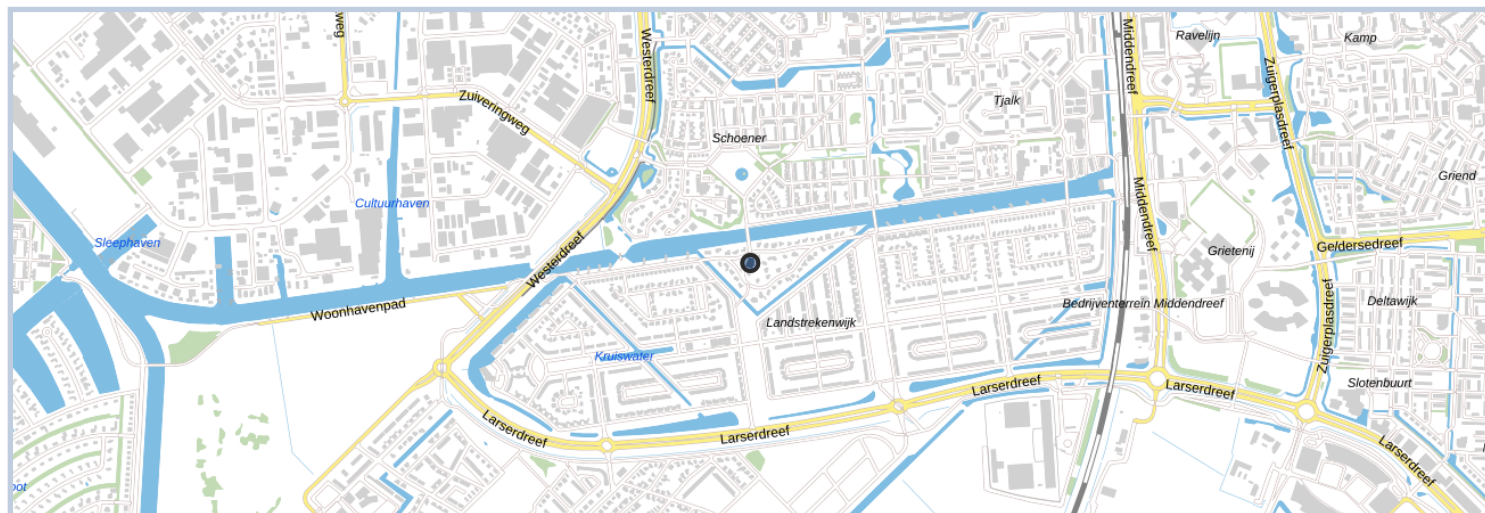 weg
Westerdreef
Middendreef
Zuigerplasdreef
Ravelijn
Kamp
Zuiveringweg
Tjalk
Schoener
Griend
Cultuurhaven
Middendreef
Sleephaven
Westerdreef
Grietenij
Geldersedreef
Woonhavenpad
Landstrekenwijk
Bedrijventerrein Middendreef
Deltawijk
Zuigerplasdreef
Kruiswater
Slotenbuurt
Larserdreef
Larserdreef
Larserdreef
Larserdreef
Larserdreef
oot